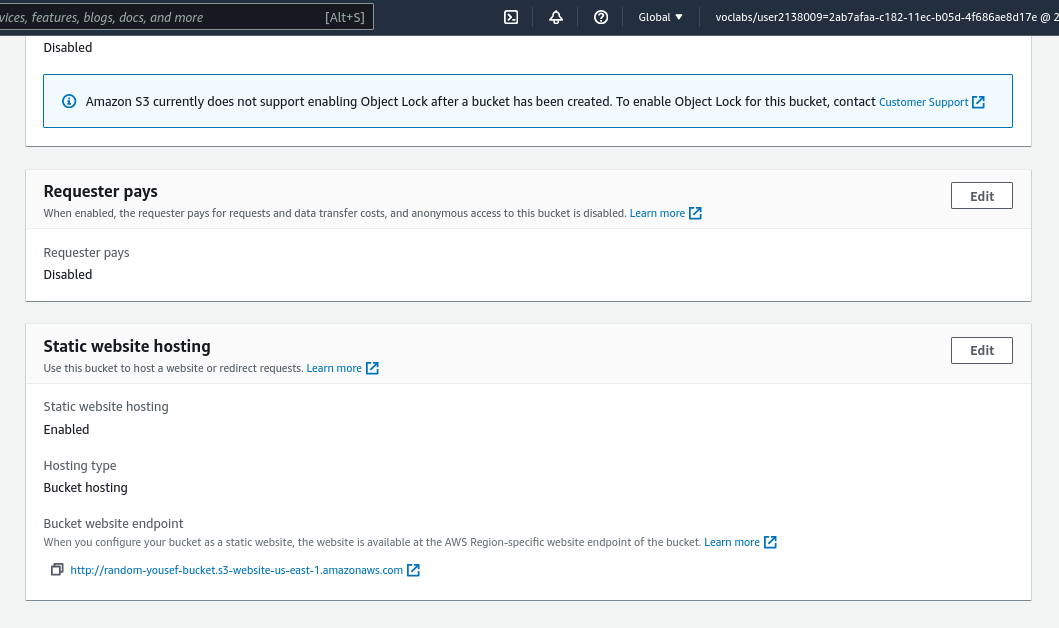 vices, features, blogs, docs, and more [Alt+S] Global ▼ voclabs/user2138009=2ab7afaa-c182-11ec-b05d-4f686ae8d17e @ 2
Disabled
Amazon S3 currently does not support enabling Object Lock after a bucket has been created. To enable Object Lock for this bucket, contact Customer Support
Requester pays
Edit
When enabled, the requester pays for requests and data transfer costs, and anonymous access to this bucket is disabled. Learn more
Requester pays
Disabled
Static website hosting
Edit
Use this bucket to host a website or redirect requests. Learn more
Static website hosting
Enabled
Hosting type
Bucket hosting
Bucket website endpoint
When you configure your bucket as a static website, the website is available at the AWS Region-specific website endpoint of the bucket. Learn more
http://random-yousef-bucket.s3-website-us-east-1.amazonaws.com